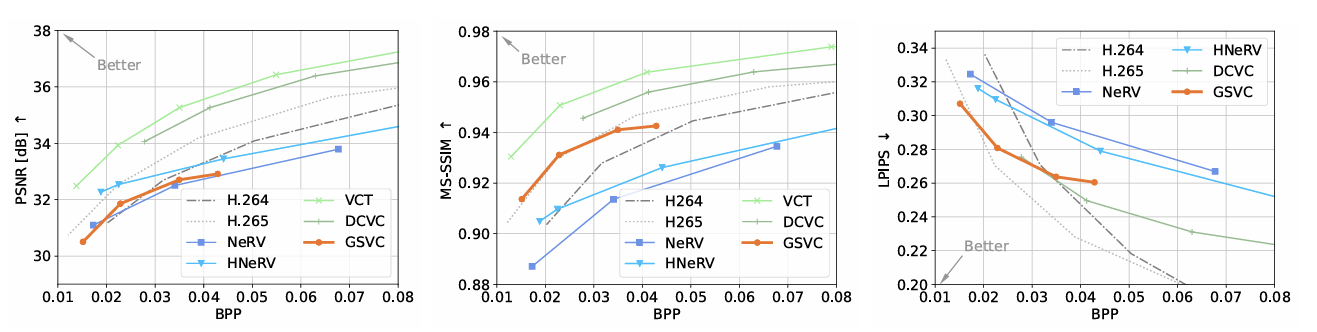 38
36
34
32
30
PSNR [dB] ↑
Better
H.264
H.265
NeRV
HNeRV
VCT
DCVC
GSVC
0.01 0.02 0.03 0.04 0.05 0.06 0.07 0.08
BPP
0.98
0.96
0.94
0.92
0.90
0.88
MS-SSIM ↑
Better
H264
H265
NeRV
HNeRV
VCT
DCVC
GSVC
0.01 0.02 0.03 0.04 0.05 0.06 0.07 0.08
BPP
0.34
0.32
0.30
0.28
0.26
0.24
0.22
0.20
LPIPS ↓
H.264
H.265
NeRV
HNeRV
DCVC
GSVC
Better
0.01 0.02 0.03 0.04 0.05 0.06 0.07 0.08
BPP